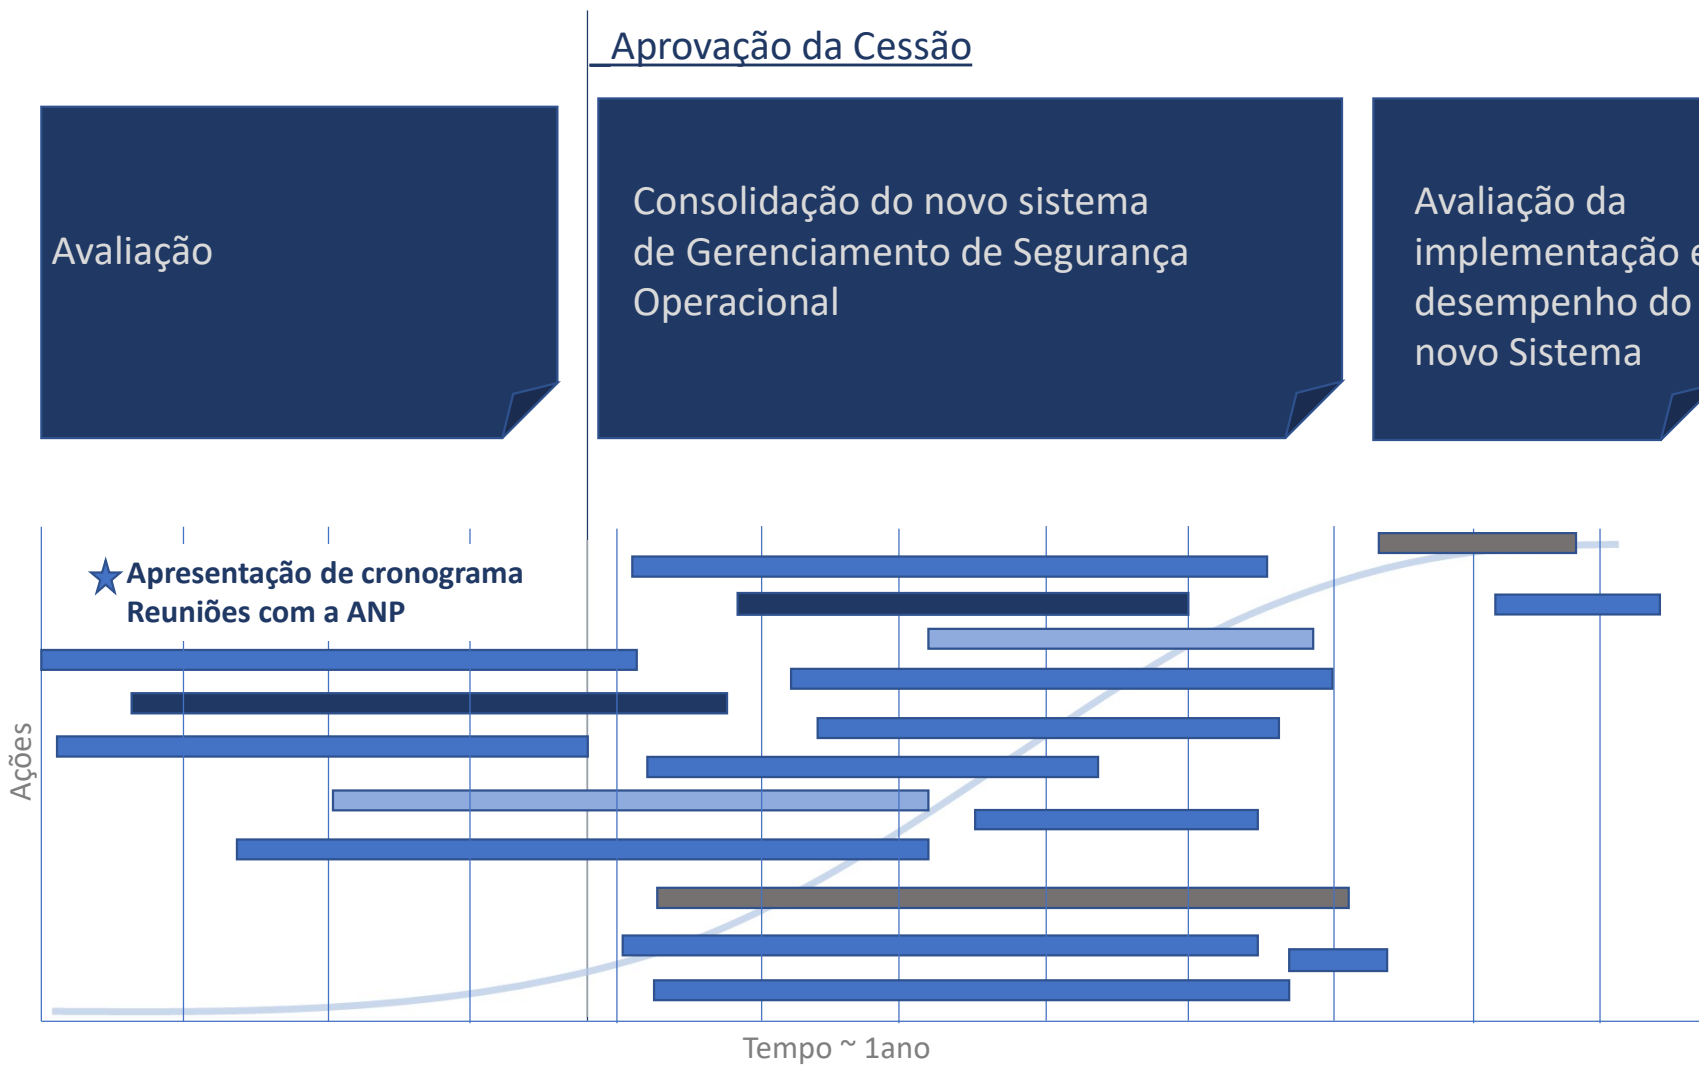 _Aprovação da Cessão
Avaliação
Consolidação do novo sistema
de Gerenciamento de Segurança
Operacional
Avaliação da
implementação e
desempenho do
novo Sistema
Apresentação de cronograma
Reuniões com a ANP
Ações
Tempo ~ 1ano